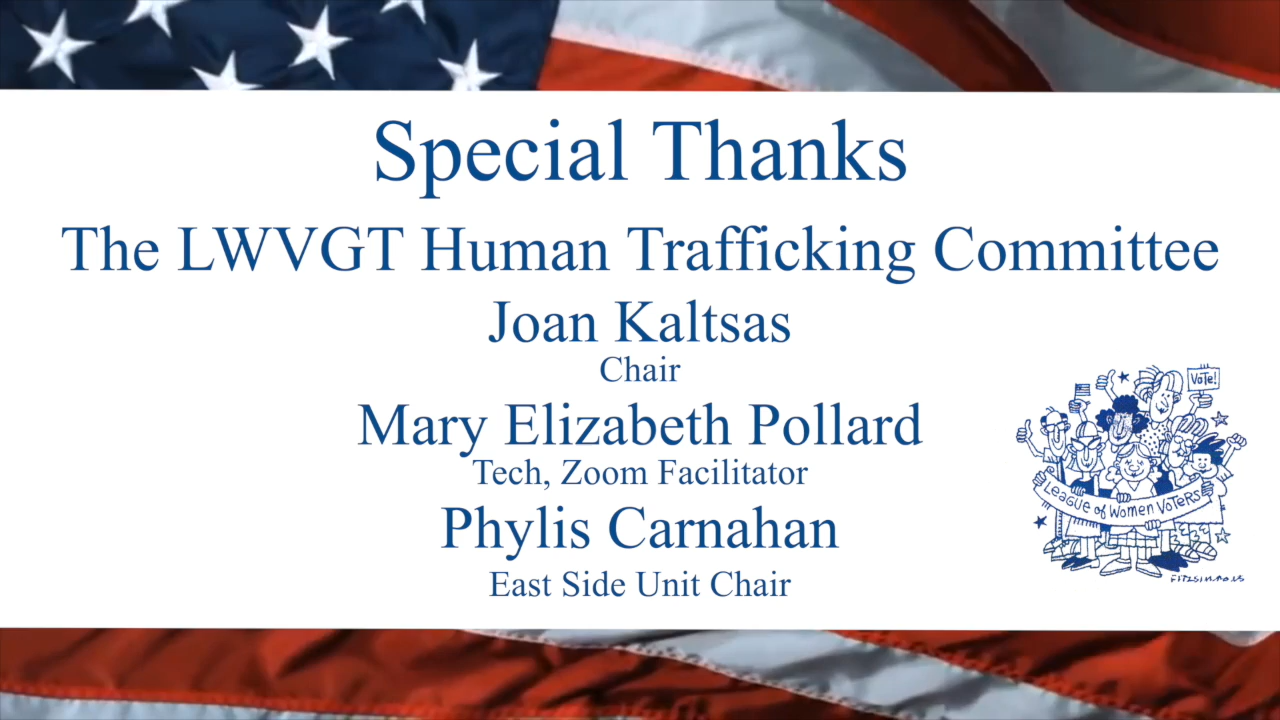 Special Thanks
The LWVGT Human Trafficking Committee
Joan Kaltsas
Chair
Mary Elizabeth Pollard
Tech, Zoom Facilitator
Phylis Carnahan
East Side Unit Chair
Vote!
League of Women Voters